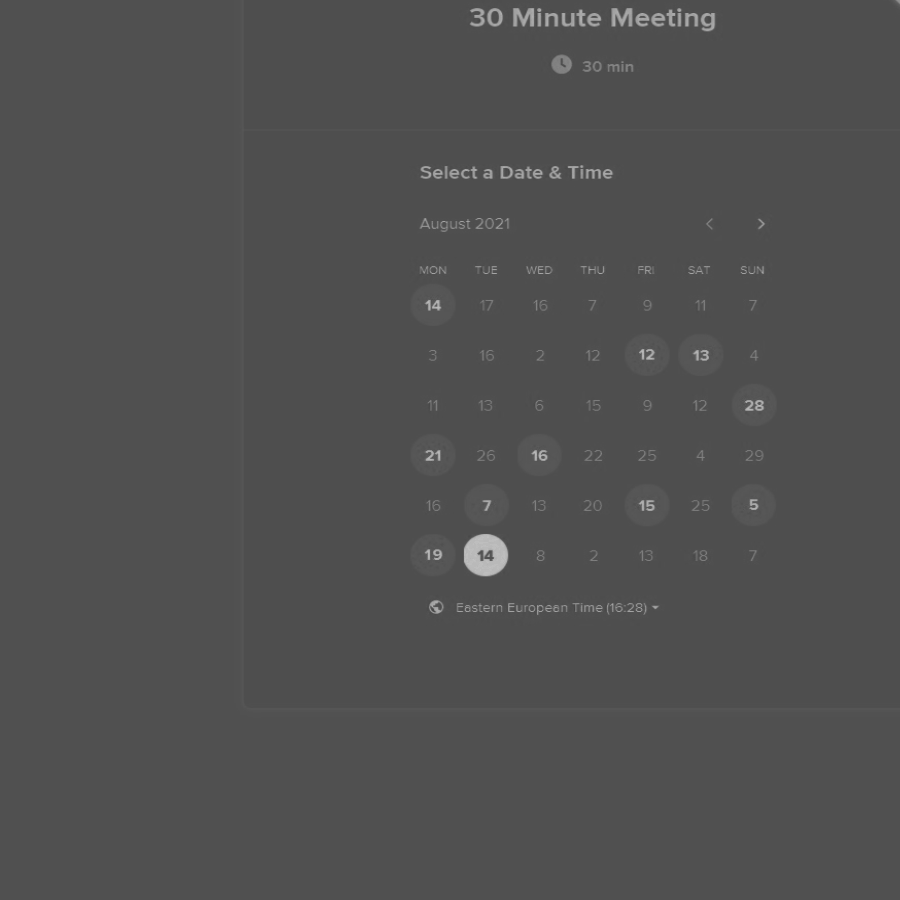 30 Minute Meeting
30 min
Select a Date & Time
August 2021
MON TUE WED THU FRI SAT SUN
14 17 16 7 9 11 7
3 16 2 12 12 13 4
11 13 6 15 9 12 28
21 26 16 22 25 4 29
16 7 13 20 15 25 5
19 14 8 2 13 18 7
Eastern European Time (16:28)